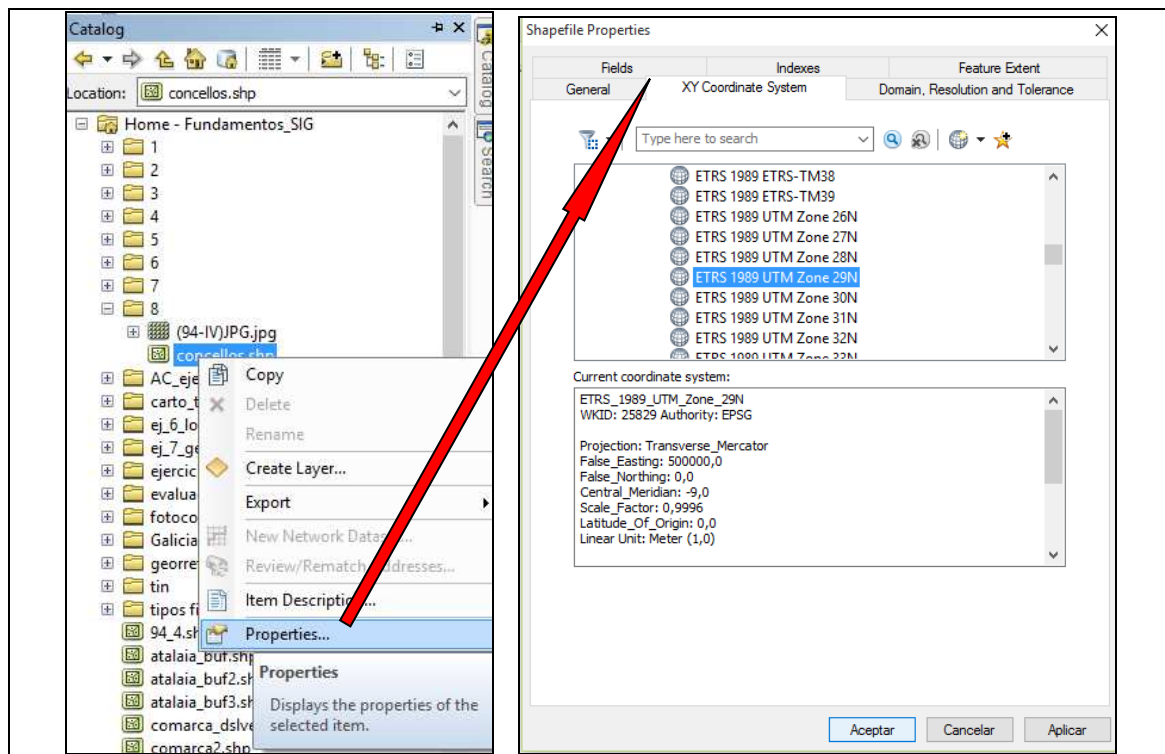 Catalog
Location: concellos.shp
Home - Fundamentos_SIG
1
2
3
4
5
6
7
8
(94-IV)JPG.jpg
concellos.shp
AC_eje
carto_t
ej_6_lo
ej_7_ge
ejercic
evalua
fotoco
Galicia
georre
tin
tipos fi
94_4.sh
atalaia_buf.shp
atalaia_buf2.sh
atalaia_buf3.sh
comarca_dslve
comarca2.shp
Copy
Delete
Rename
Create Layer...
Export
New Network Datas...
Review/Rematch Addresses...
Item Description...
Properties...
Properties
Displays the properties of the
selected item.
Catalog
Search
Shapefile Properties
Fields Indexes Feature Extent
General XY Coordinate System Domain, Resolution and Tolerance
Type here to search
ETRS 1989 ETRS-TM38
ETRS 1989 ETRS-TM39
ETRS 1989 UTM Zone 26N
ETRS 1989 UTM Zone 27N
ETRS 1989 UTM Zone 28N
ETRS 1989 UTM Zone 29N
ETRS 1989 UTM Zone 30N
ETRS 1989 UTM Zone 31N
ETRS 1989 UTM Zone 32N
ETRS 1989 UTM Zone 33N
Current coordinate system:
ETRS_1989_UTM_Zone_29N
WKID: 25829 Authority: EPSG
Projection: Transverse_Mercator
False_Easting: 500000,0
False_Northing: 0,0
Central_Meridian: -9,0
Scale_Factor: 0,9996
Latitude_Of_Origin: 0,0
Linear Unit: Meter (1,0)
Aceptar Cancelar Aplicar